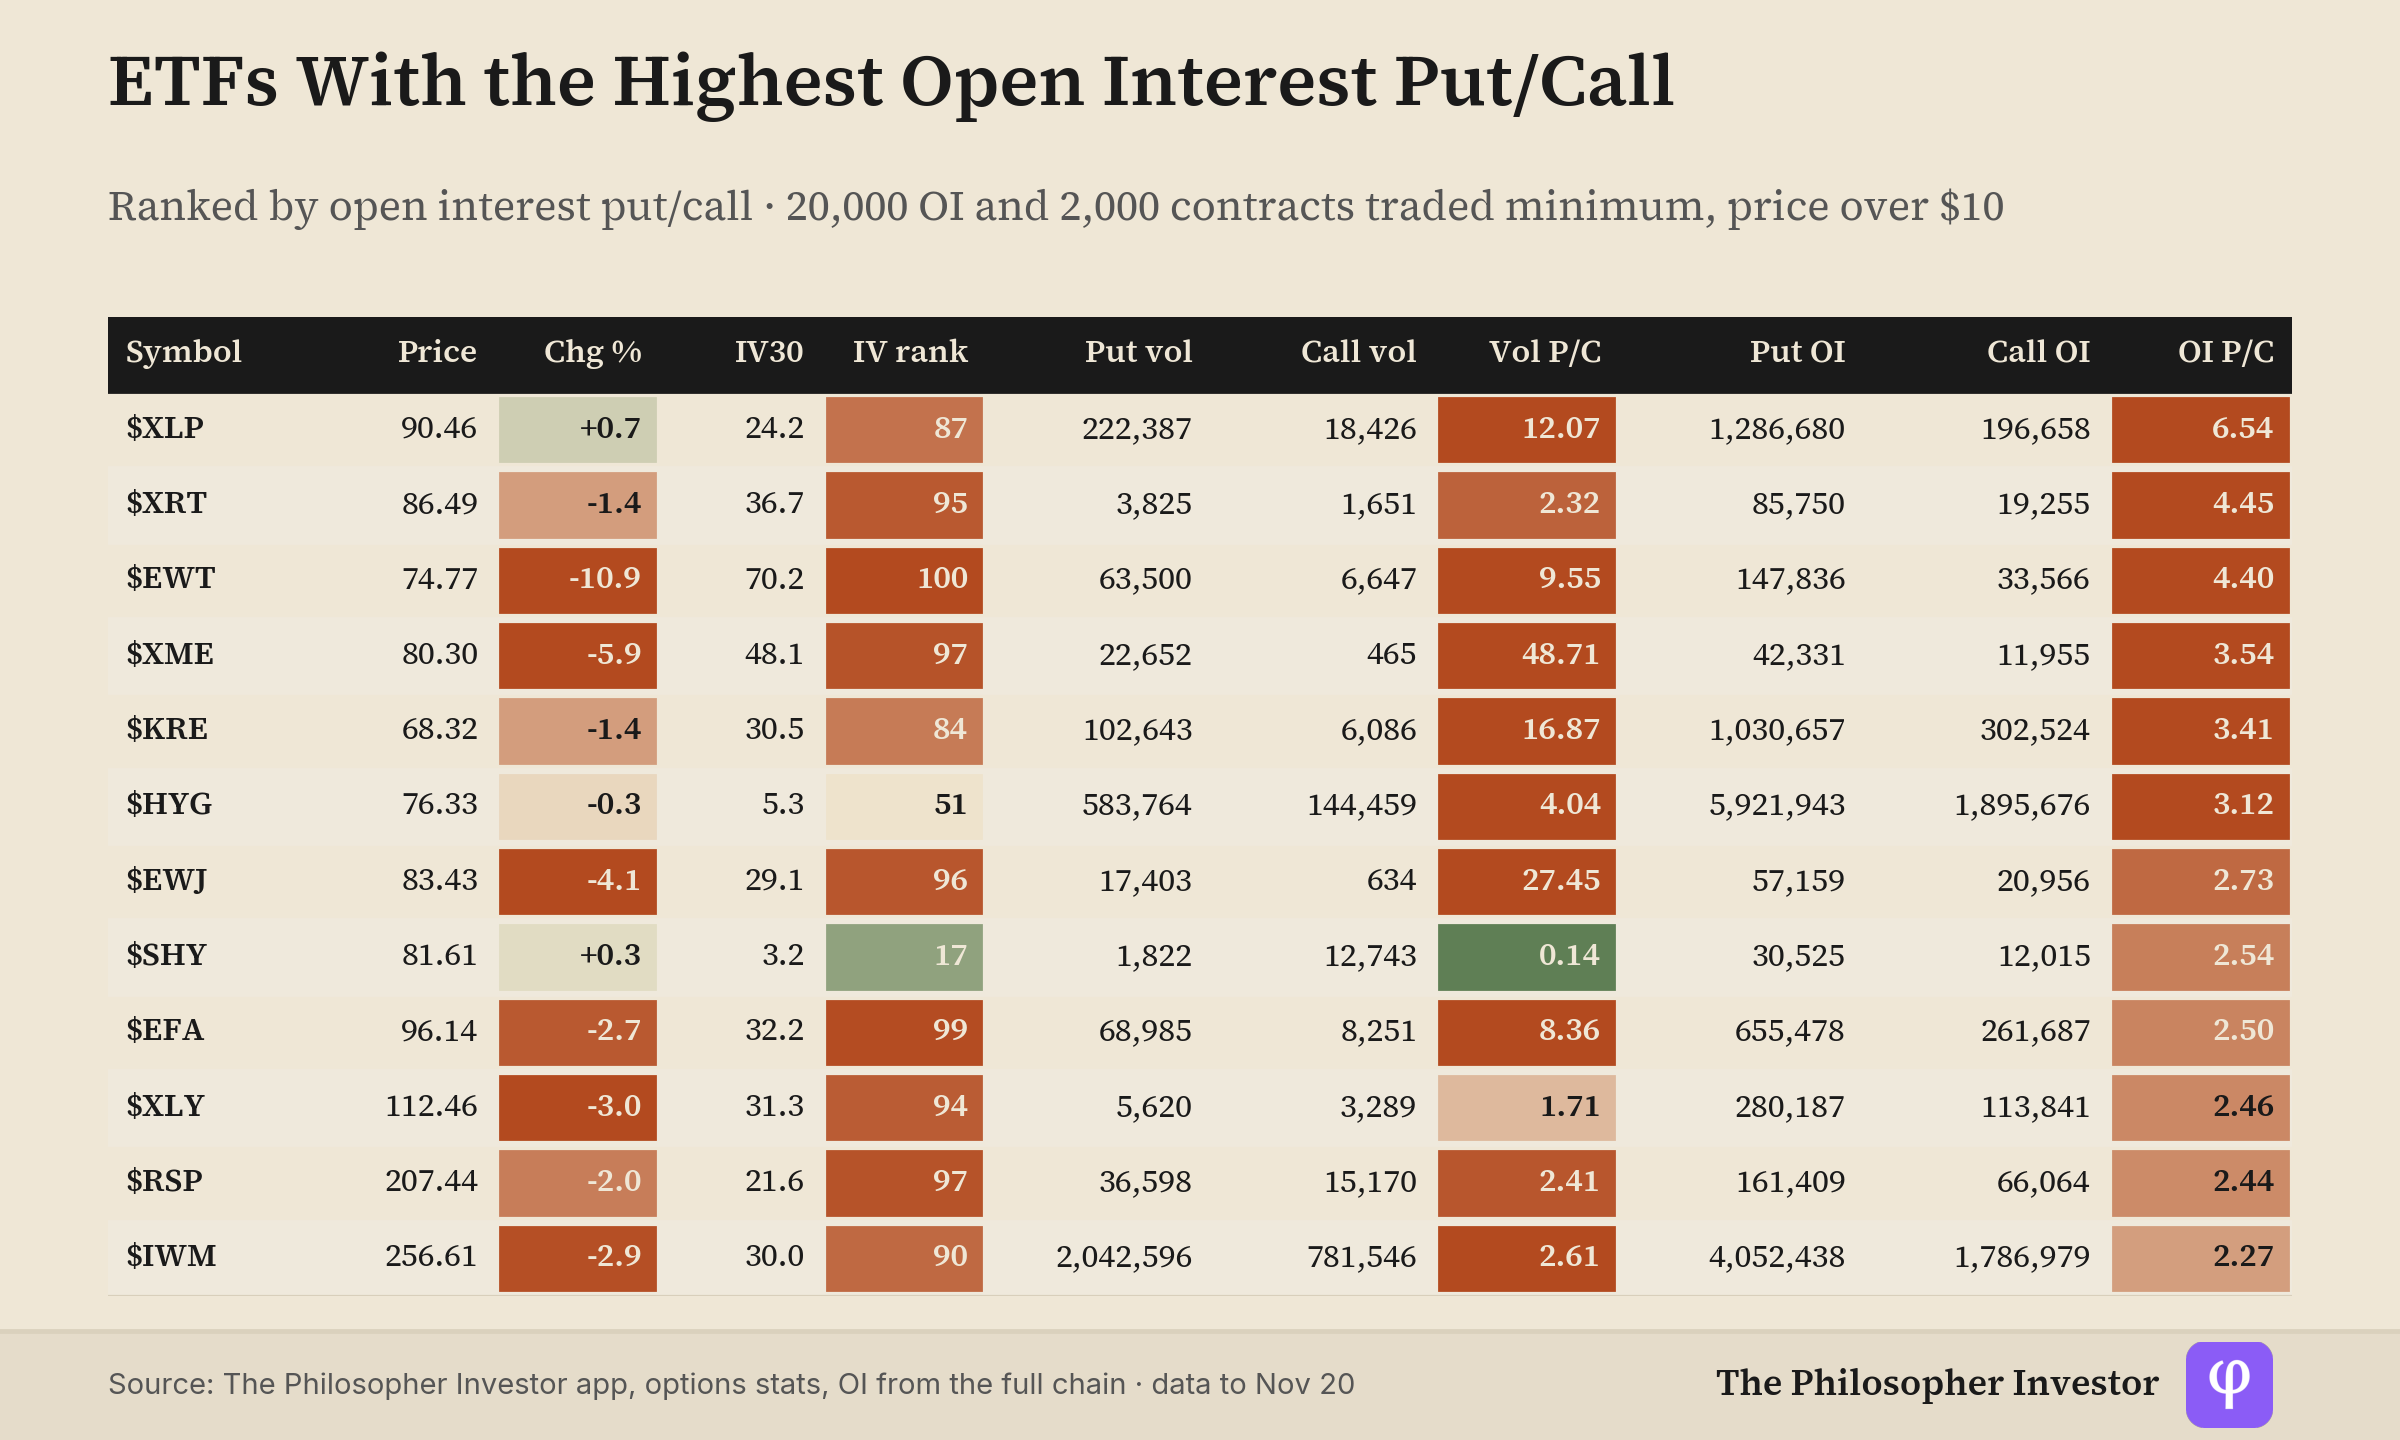 ETFs With the Highest Open Interest Put/Call
Ranked by open interest put/call · 20,000 OI and 2,000 contracts traded minimum, price over $10
Symbol Price Chg % IV30 IV rank Put vol Call vol Vol P/C Put OI Call OI OI P/C
$XLP 90.46 +0.7 24.2 87 222,387 18,426 12.07 1,286,680 196,658 6.54
$XRT 86.49 -1.4 36.7 95 3,825 1,651 2.32 85,750 19,255 4.45
$EWT 74.77 -10.9 70.2 100 63,500 6,647 9.55 147,836 33,566 4.40
$XME 80.30 -5.9 48.1 97 22,652 465 48.71 42,331 11,955 3.54
$KRE 68.32 -1.4 30.5 84 102,643 6,086 16.87 1,030,657 302,524 3.41
$HYG 76.33 -0.3 5.3 51 583,764 144,459 4.04 5,921,943 1,895,676 3.12
$EWJ 83.43 -4.1 29.1 96 17,403 634 27.45 57,159 20,956 2.73
$SHY 81.61 +0.3 3.2 17 1,822 12,743 0.14 30,525 12,015 2.54
$EFA 96.14 -2.7 32.2 99 68,985 8,251 8.36 655,478 261,687 2.50
$XLY 112.46 -3.0 31.3 94 5,620 3,289 1.71 280,187 113,841 2.46
$RSP 207.44 -2.0 21.6 97 36,598 15,170 2.41 161,409 66,064 2.44
$IWM 256.61 -2.9 30.0 90 2,042,596 781,546 2.61 4,052,438 1,786,979 2.27
Source: The Philosopher Investor app, options stats, OI from the full chain · data to Nov 20
The Philosopher Investor φ